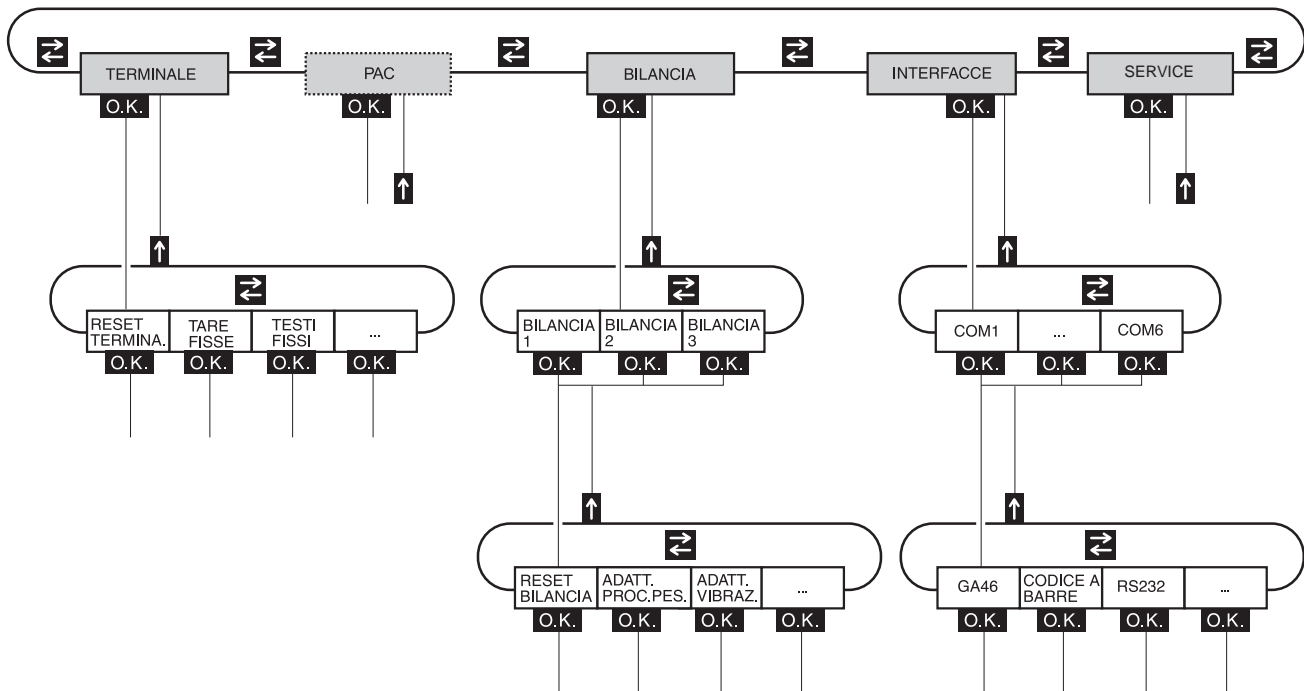 TERMINALE
PAC
BILANCIA
INTERFACCE
SERVICE
O.K.
O.K.
O.K.
O.K.
O.K.
RESET
TERMINA.
TARE
FISSE
TESTI
FISSI
...
BILANCIA
1
BILANCIA
2
BILANCIA
3
COM1
...
COM6
O.K.
O.K.
O.K.
O.K.
O.K.
O.K.
O.K.
O.K.
O.K.
O.K.
RESET
BILANCIA
ADATT.
PROC.PES.
ADATT.
VIBRAZ.
...
GA46
CODICE A
BARRE
RS232
...
O.K.
O.K.
O.K.
O.K.
O.K.
O.K.
O.K.
O.K.